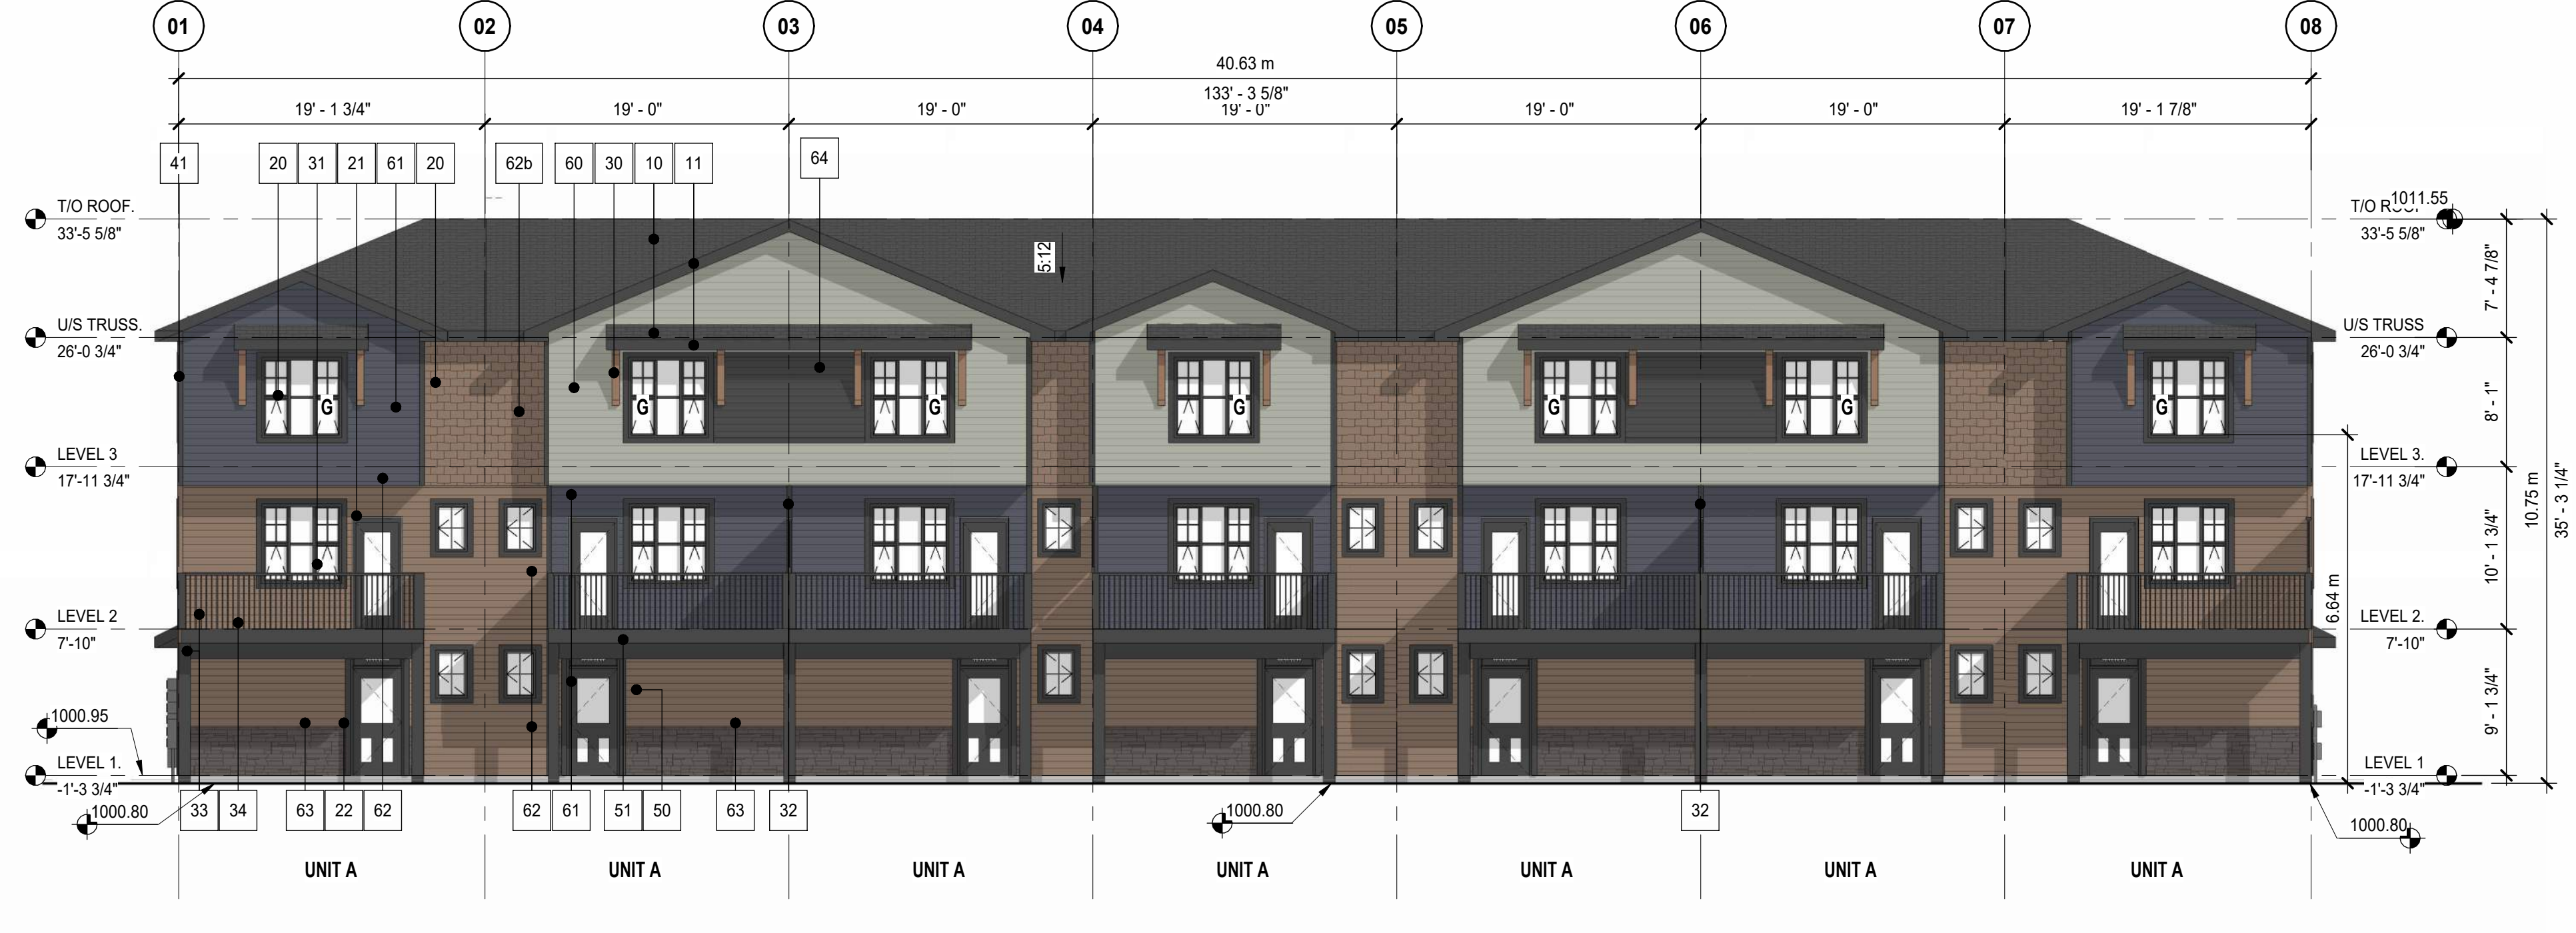 01 02 03 04 05 06 07 08
40.63 m
133' - 3 5/8"
19' - 1 3/4" 19' - 0" 19' - 0" 19' - 0" 19' - 0" 19' - 0" 19' - 1 7/8"
41 20 31 21 61 20 62b 60 30 10 11 64
T/O ROOF.
33'-5 5/8"
1011.55
T/O
33'-5 5/8"
5:12
7' - 4 7/8"
U/S TRUSS.
26'-0 3/4"
U/S TRUSS
26'-0 3/4"
G G G G G G G
8' - 1"
LEVEL 3
17'-11 3/4"
LEVEL 3.
17'-11 3/4"
10.75 m
35' - 3 1/4"
10' - 1 3/4"
6.64 m
LEVEL 2
7'-10"
LEVEL 2.
7'-10"
9' - 1 3/4"
1000.95
LEVEL 1.
-1'-3 3/4"
LEVEL 1
-1'-3 3/4"
1000.80
33 34 63 22 62 62 61 51 50 63 32
1000.80
32
1000.80
UNIT A UNIT A UNIT A UNIT A UNIT A UNIT A UNIT A